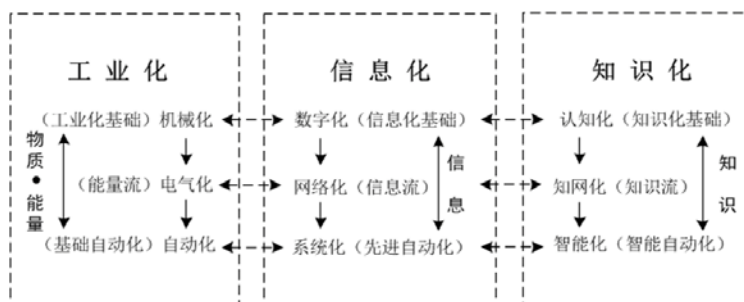 工业化
（工业化基础）机械化
（能量流）电气化
（基础自动化）自动化
物质•能量
信息化
数字化（信息化基础）
网络化（信息流）
系统化（先进自动化）
信息
知识化
认知化（知识化基础）
知网化（知识流）
智能化（智能自动化）
知识